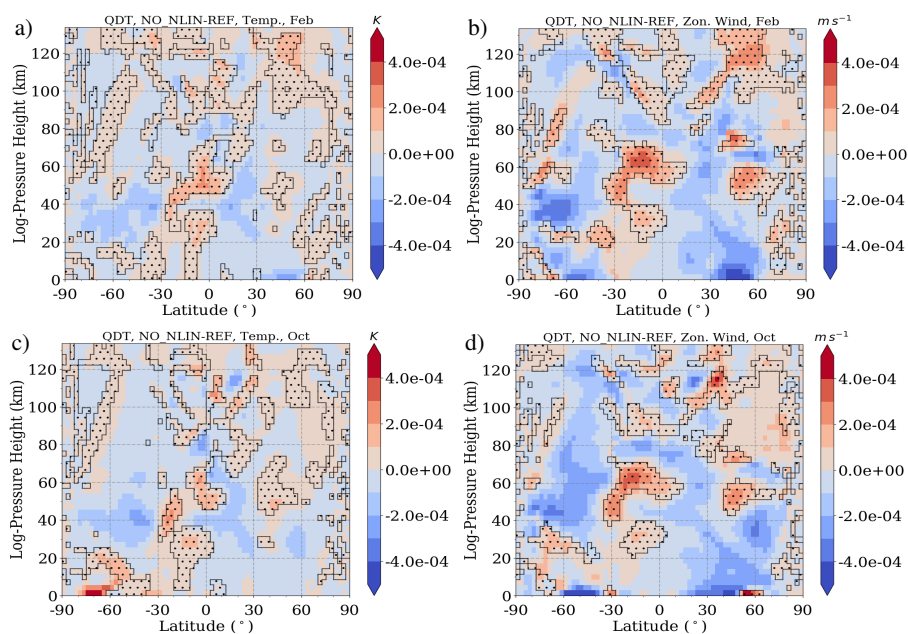 a)
QDT, NO_NLIN-REF, Temp., Feb
K
Log-Pressure Height (km)
120
100
80
60
40
20
0
4.0e-04
2.0e-04
0.0e+00
-2.0e-04
-4.0e-04
-90 -60 -30 0 30 60 90
Latitude (°)
b)
QDT, NO_NLIN-REF, Zon. Wind, Feb
m s⁻¹
Log-Pressure Height (km)
120
100
80
60
40
20
0
4.0e-04
2.0e-04
0.0e+00
-2.0e-04
-4.0e-04
-90 -60 -30 0 30 60 90
Latitude (°)
c)
QDT, NO_NLIN-REF, Temp., Oct
K
Log-Pressure Height (km)
120
100
80
60
40
20
0
4.0e-04
2.0e-04
0.0e+00
-2.0e-04
-4.0e-04
-90 -60 -30 0 30 60 90
Latitude (°)
d)
QDT, NO_NLIN-REF, Zon. Wind, Oct
m s⁻¹
Log-Pressure Height (km)
120
100
80
60
40
20
0
4.0e-04
2.0e-04
0.0e+00
-2.0e-04
-4.0e-04
-90 -60 -30 0 30 60 90
Latitude (°)